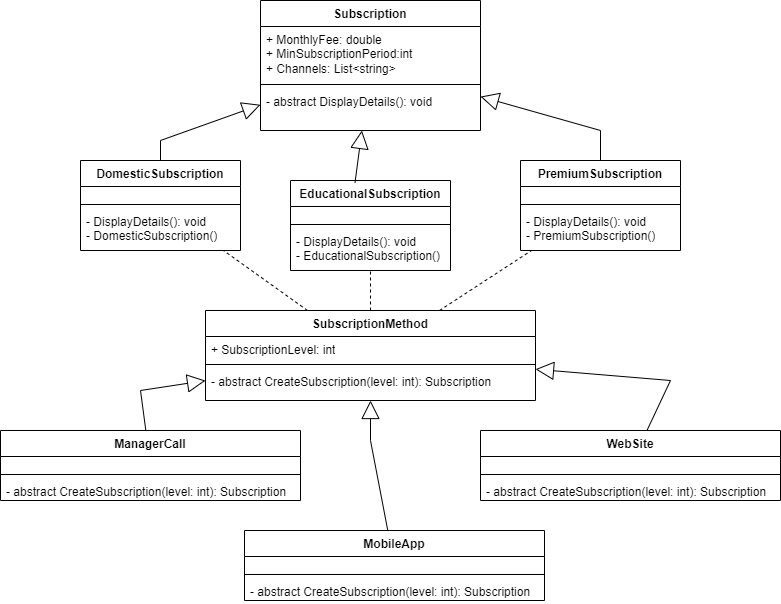 Subscription
+ MonthlyFee: double
+ MinSubscriptionPeriod:int
+ Channels: List<string>
- abstract DisplayDetails(): void
DomesticSubscription
- DisplayDetails(): void
- DomesticSubscription()
EducationalSubscription
- DisplayDetails(): void
- EducationalSubscription()
PremiumSubscription
- DisplayDetails(): void
- PremiumSubscription()
SubscriptionMethod
+ SubscriptionLevel: int
- abstract CreateSubscription(level: int): Subscription
ManagerCall
- abstract CreateSubscription(level: int): Subscription
WebSite
- abstract CreateSubscription(level: int): Subscription
MobileApp
- abstract CreateSubscription(level: int): Subscription